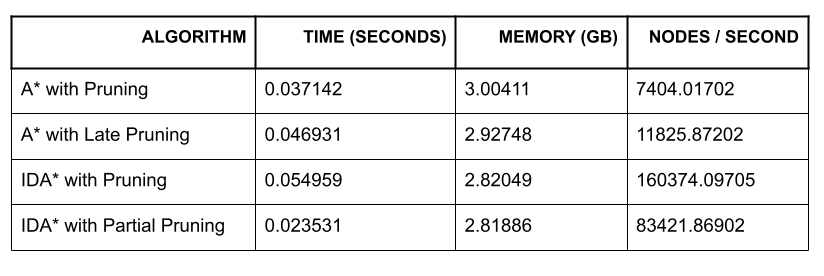 ALGORITHM TIME (SECONDS) MEMORY (GB) NODES / SECOND
A* with Pruning 0.037142 3.00411 7404.01702
A* with Late Pruning 0.046931 2.92748 11825.87202
IDA* with Pruning 0.054959 2.82049 160374.09705
IDA* with Partial Pruning 0.023531 2.81886 83421.86902